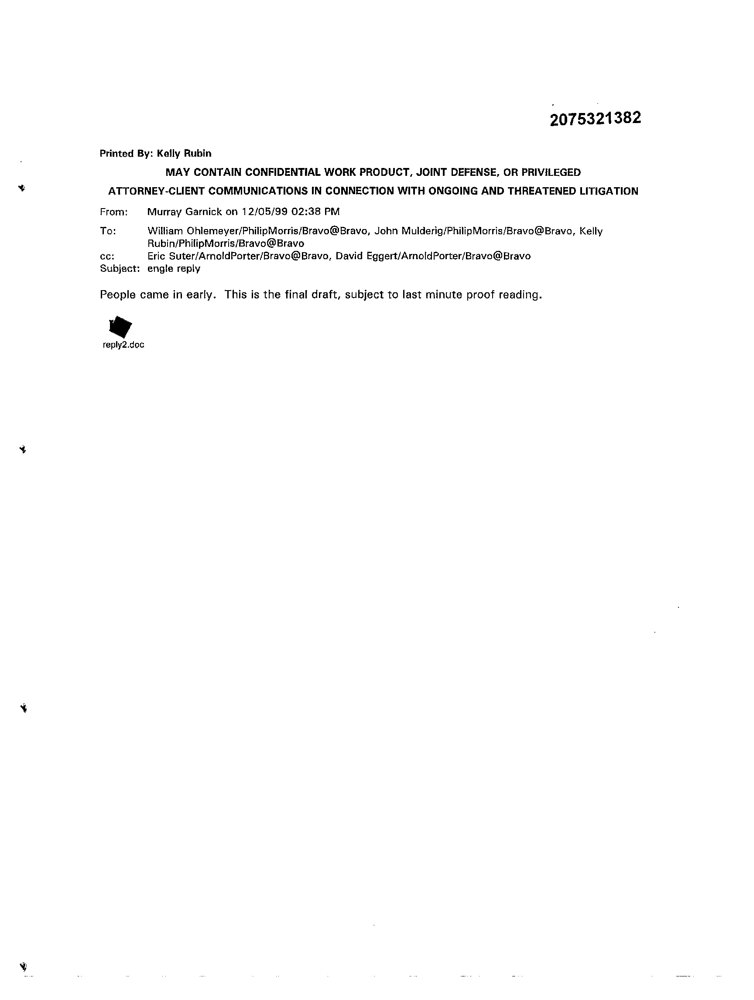 2075321382
Printed By: Kelly Rubin
MAY CONTAIN CONFIDENTIAL WORK PRODUCT, JOINT DEFENSE, OR PRIVILEGED
ATTORNEY-CLIENT COMMUNICATIONS IN CONNECTION WITH ONGOING AND THREATENED LITIGATION
From: Murray Garnick on 12/05/99 02:38 PM
To: William Ohlemeyer/PhilipMorris/Bravo@Bravo, John Mulderig/PhilipMorris/Bravo@Bravo, Kelly
Rubin/PhilipMorris/Bravo@Bravo
cc: Eric Suter/ArnoldPorter/Bravo@Bravo, David Eggert/ArnoldPorter/Bravo@Bravo
Subject: engle reply
People came in early. This is the final draft, subject to last minute proof reading.
reply2.doc